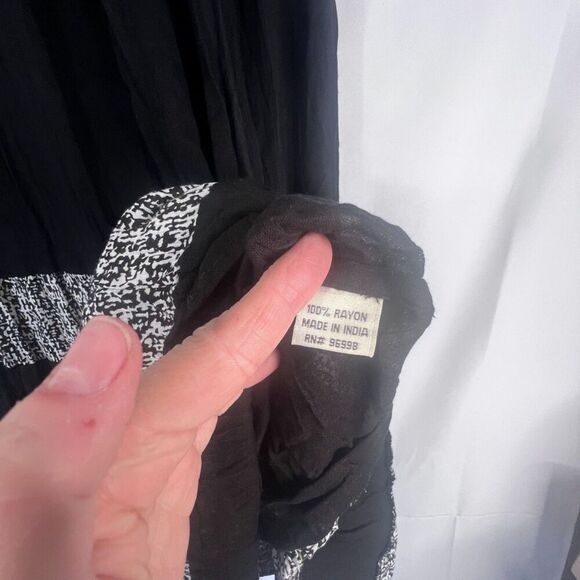 100% RAYON
MADE IN INDIA
RN# 96998